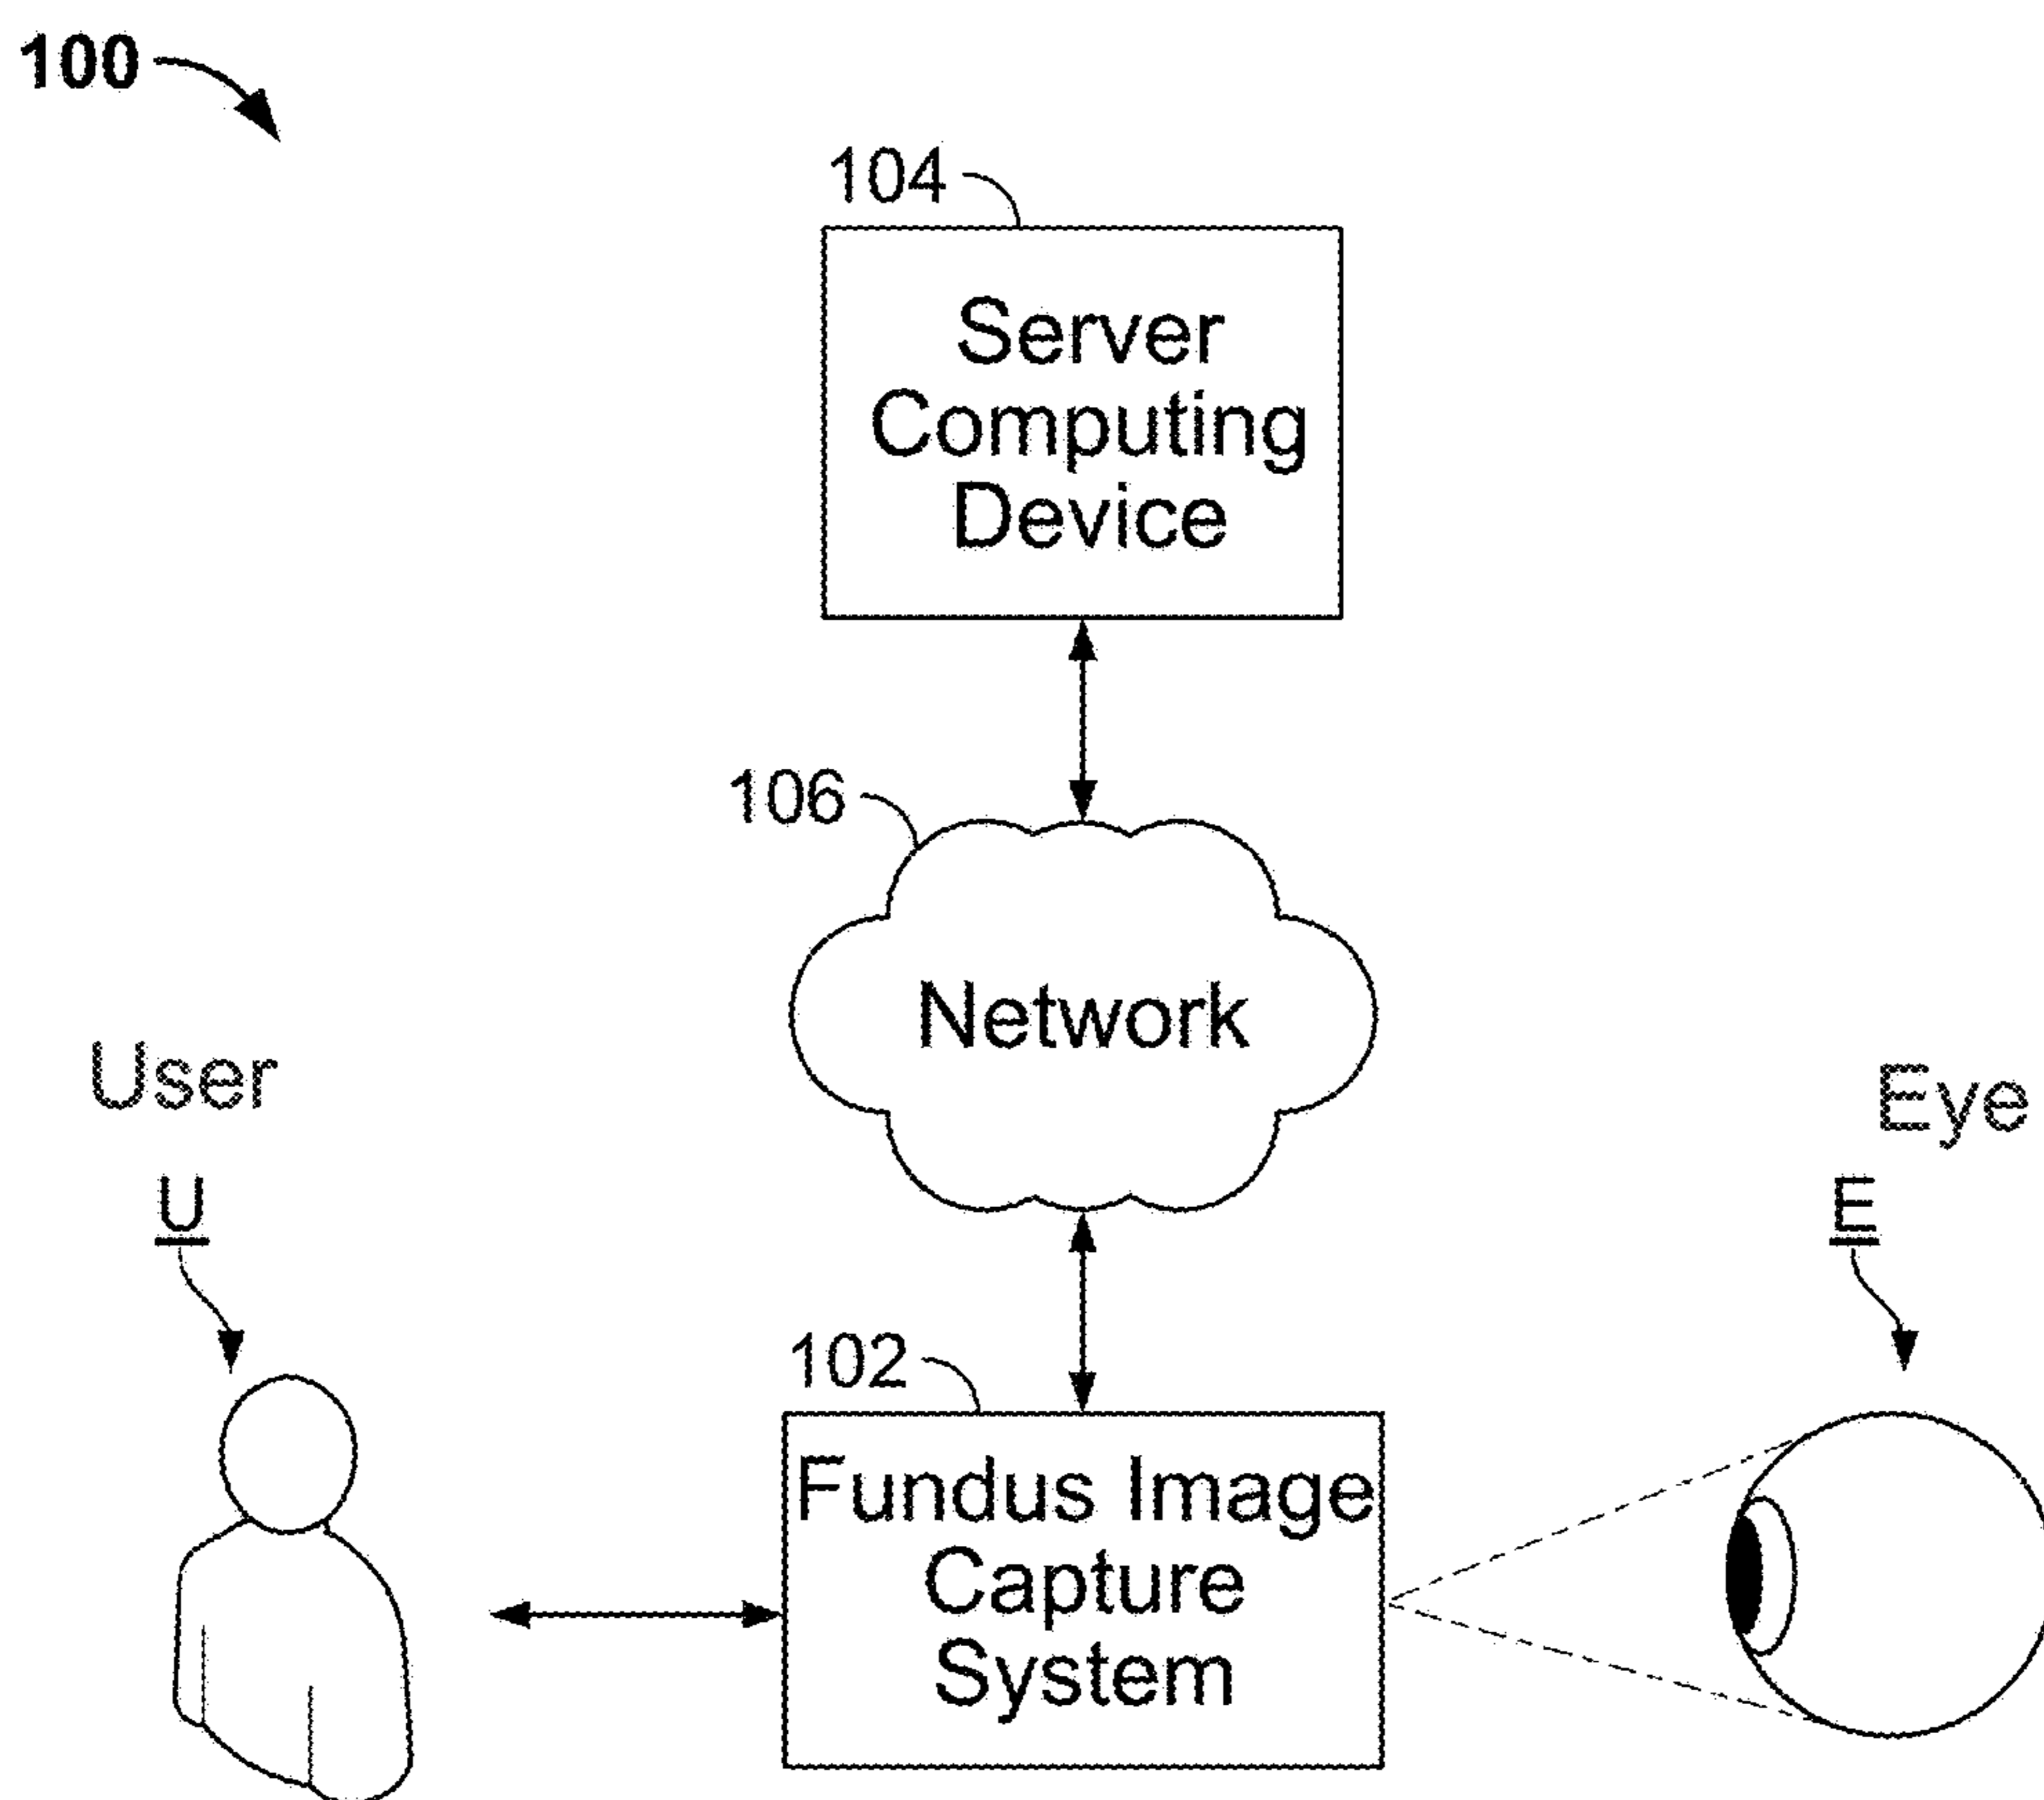 100
104
Server
Computing
Device
106
Network
User
U
Eye
E
102
Fundus Image
Capture
System